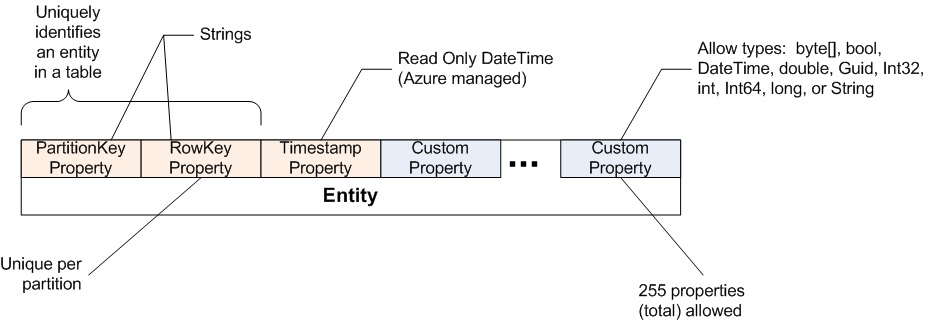 Uniquely
identifies
an entity
in a table
Strings
Read Only DateTime
(Azure managed)
Allow types:  byte[], bool,
DateTime, double, Guid, Int32,
int, Int64, long, or String
PartitionKey
Property
RowKey
Property
Timestamp
Property
Custom
Property
...
Custom
Property
Entity
Unique per
partition
255 properties
(total) allowed